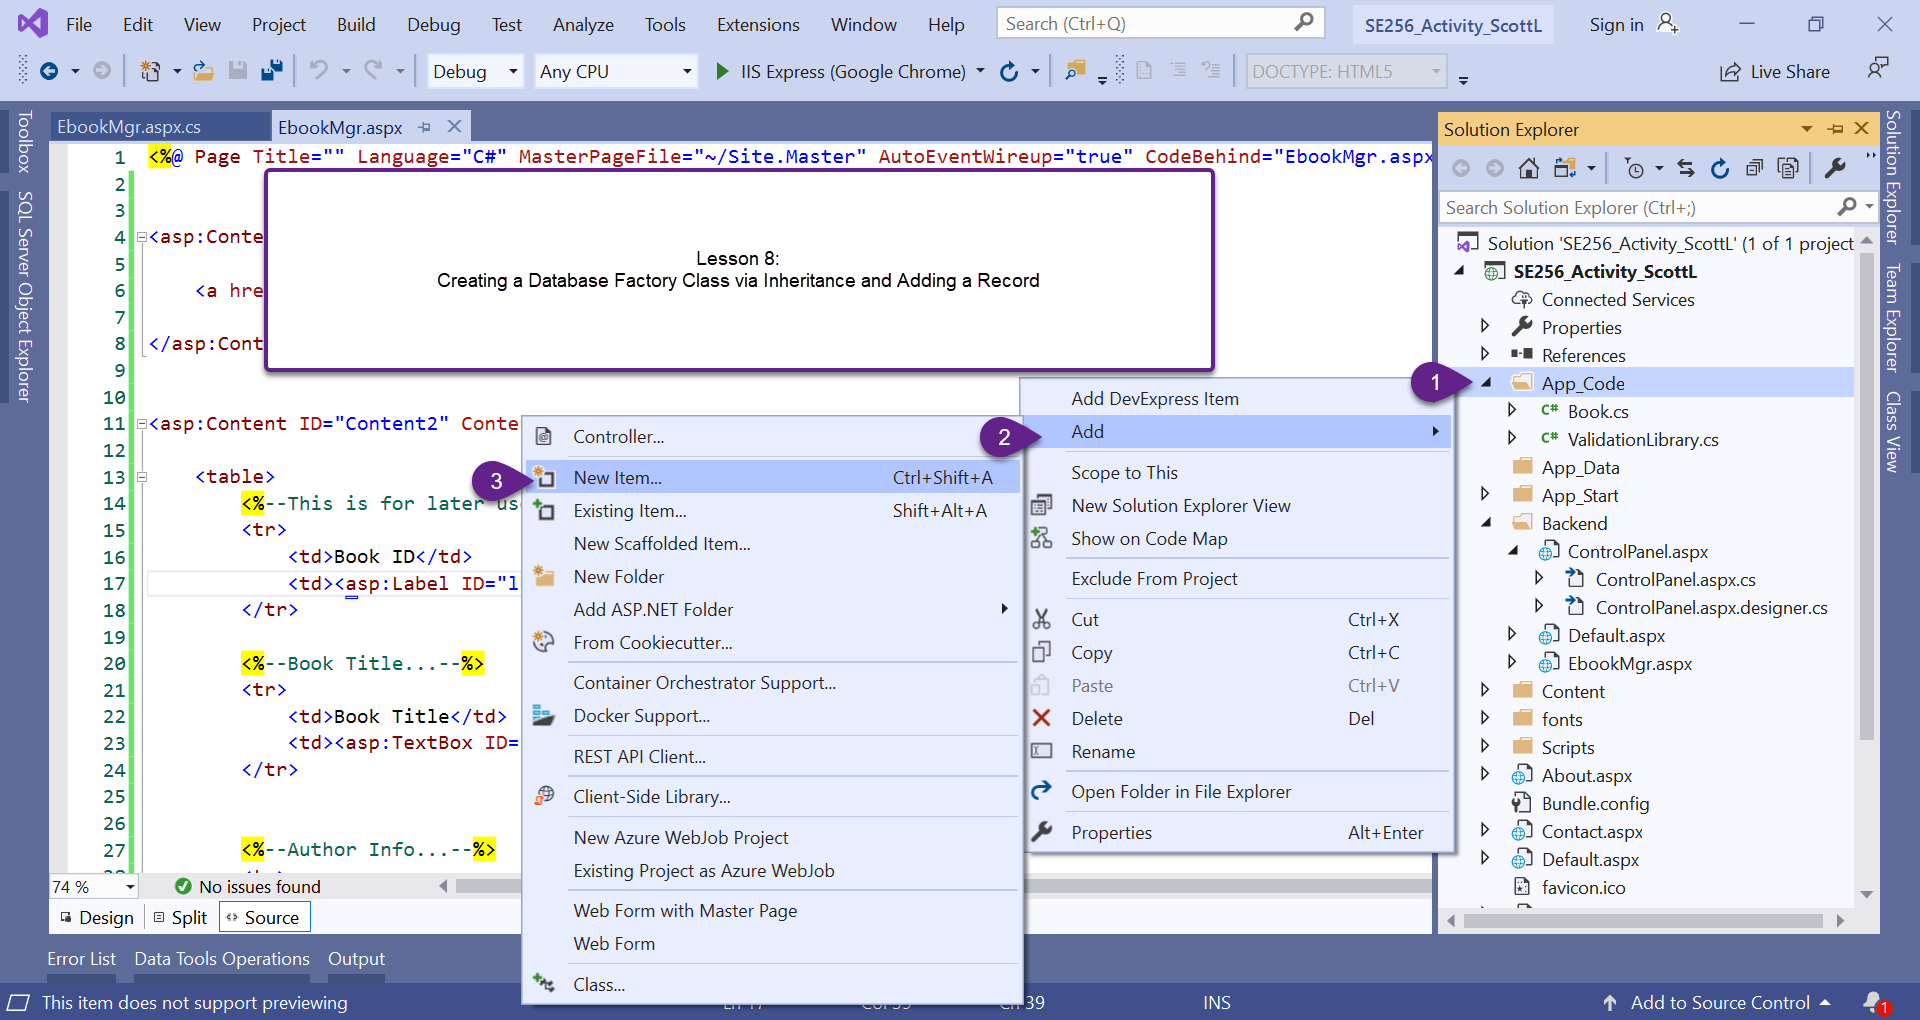 File Edit View Project Build Debug Test Analyze Tools Extensions Window Help Search (Ctrl+Q) SE256_Activity_ScottL Sign in
Debug Any CPU IIS Express (Google Chrome) DOCTYPE: HTML5 Live Share
Toolbox
SQL Server Object Explorer
EbookMgr.aspx.cs EbookMgr.aspx
1 <%@ Page Title="" Language="C#" MasterPageFile="~/Site.Master" AutoEventWireup="true" CodeBehind="EbookMgr.aspx
2
3
4 <asp:Conte
5
6 <a hre
7
8 </asp:Cont
9
10
11 <asp:Content ID="Content2" Conte
12
13 <table>
14 <%--This is for later us
15 <tr>
16 <td>Book ID</td>
17 <td><asp:Label ID="l
18 </tr>
19
20 <%--Book Title...--%>
21 <tr>
22 <td>Book Title</td>
23 <td><asp:TextBox ID=
24 </tr>
25
26
27 <%--Author Info...--%>
Lesson 8:
Creating a Database Factory Class via Inheritance and Adding a Record
1
2
3
Add DevExpress Item
Add
Scope to This
New Solution Explorer View
Show on Code Map
Exclude From Project
Cut Ctrl+X
Copy Ctrl+C
Paste Ctrl+V
Delete Del
Rename
Open Folder in File Explorer
Properties Alt+Enter
Controller...
New Item... Ctrl+Shift+A
Existing Item... Shift+Alt+A
New Scaffolded Item...
New Folder
Add ASP.NET Folder
From Cookiecutter...
Container Orchestrator Support...
Docker Support...
REST API Client...
Client-Side Library...
New Azure WebJob Project
Existing Project as Azure WebJob
Web Form with Master Page
Web Form
Class...
Solution Explorer
Search Solution Explorer (Ctrl+;)
Solution 'SE256_Activity_ScottL' (1 of 1 project
SE256_Activity_ScottL
Connected Services
Properties
References
App_Code
C# Book.cs
C# ValidationLibrary.cs
App_Data
App_Start
Backend
ControlPanel.aspx
ControlPanel.aspx.cs
ControlPanel.aspx.designer.cs
Default.aspx
EbookMgr.aspx
Content
fonts
Scripts
About.aspx
Bundle.config
Contact.aspx
Default.aspx
favicon.ico
Solution Explorer
Team Explorer
Class View
74 % No issues found
Design Split Source
Error List Data Tools Operations Output
This item does not support previewing INS Add to Source Control 1